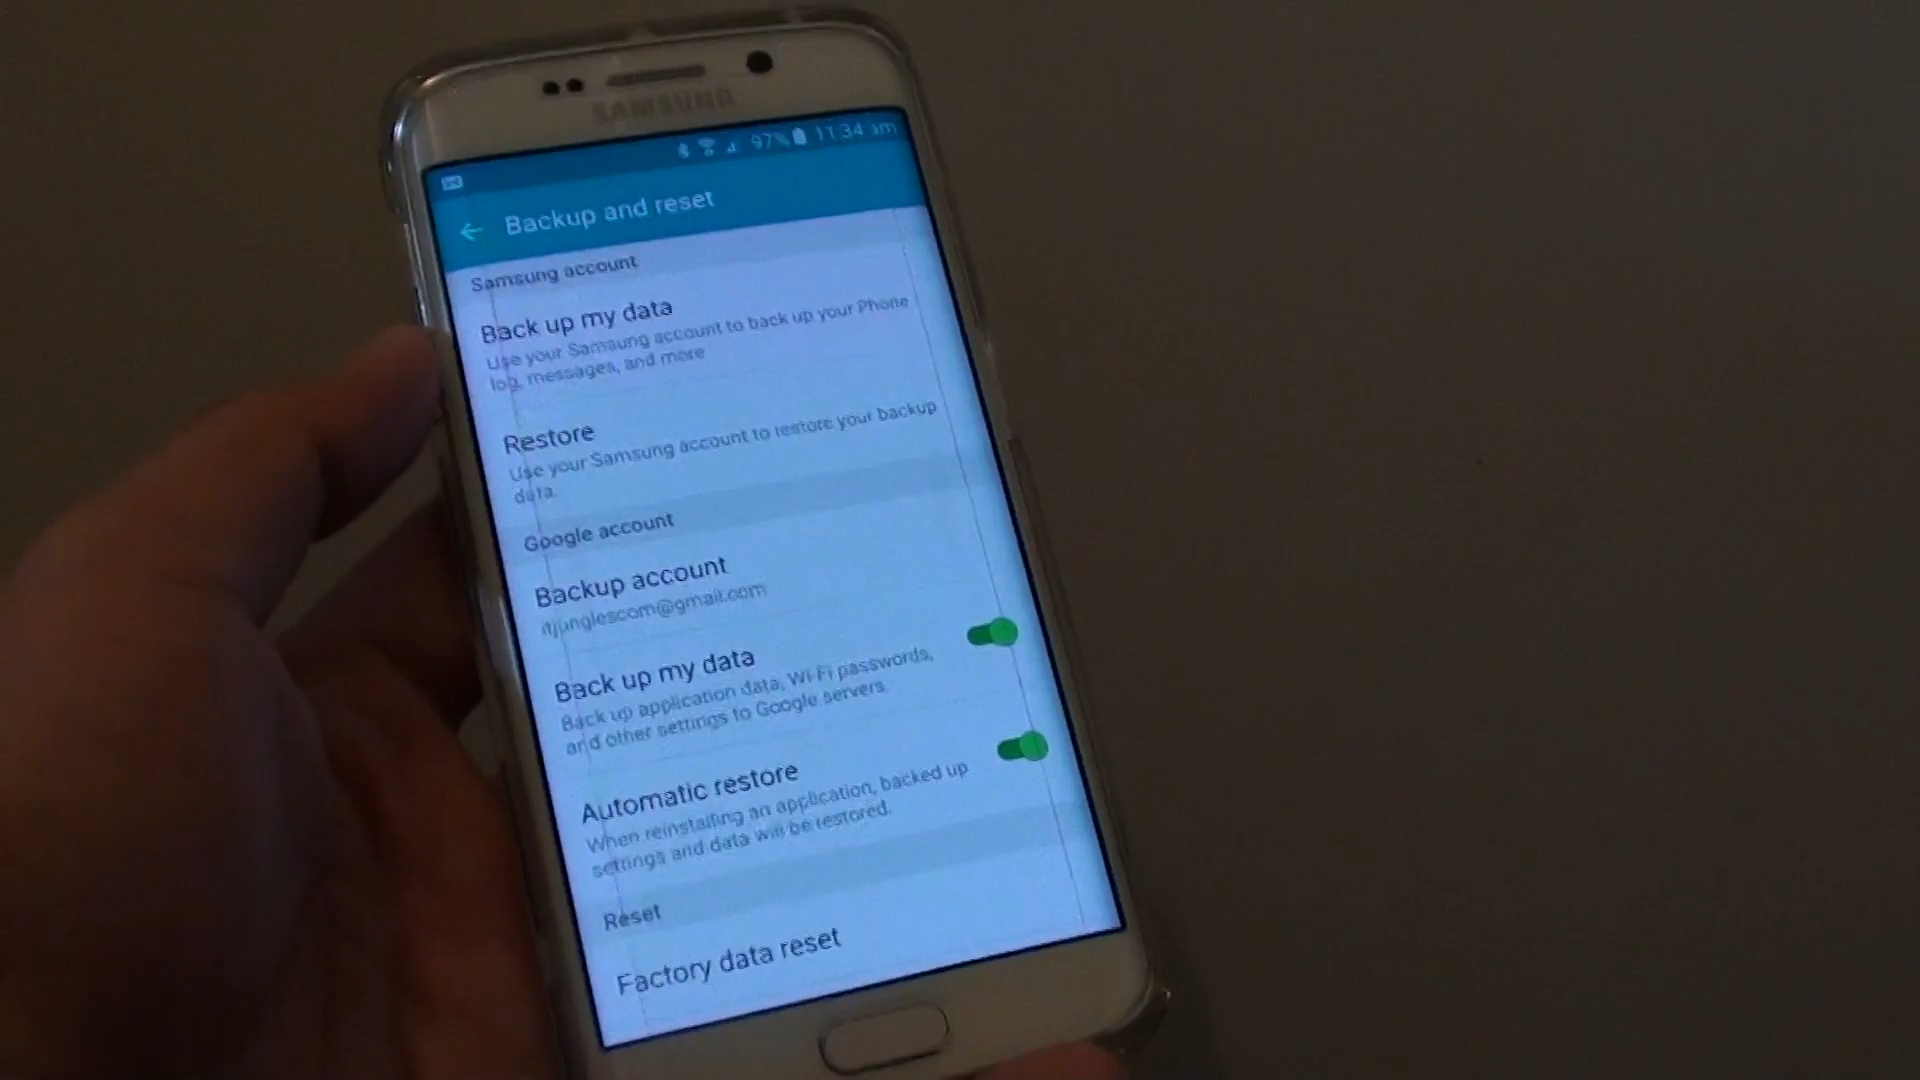 SAMSUNG
97% 11:34 am
Backup and reset
Samsung account
Back up my data
Use your Samsung account to back up your Phone
log, messages, and more
Restore
Use your Samsung account to restore your backup
data.
Google account
Backup account
itjunglescom@gmail.com
Back up my data
Back up application data, Wi-Fi passwords,
and other settings to Google servers.
Automatic restore
When reinstalling an application, backed up
settings and data will be restored.
Reset
Factory data reset